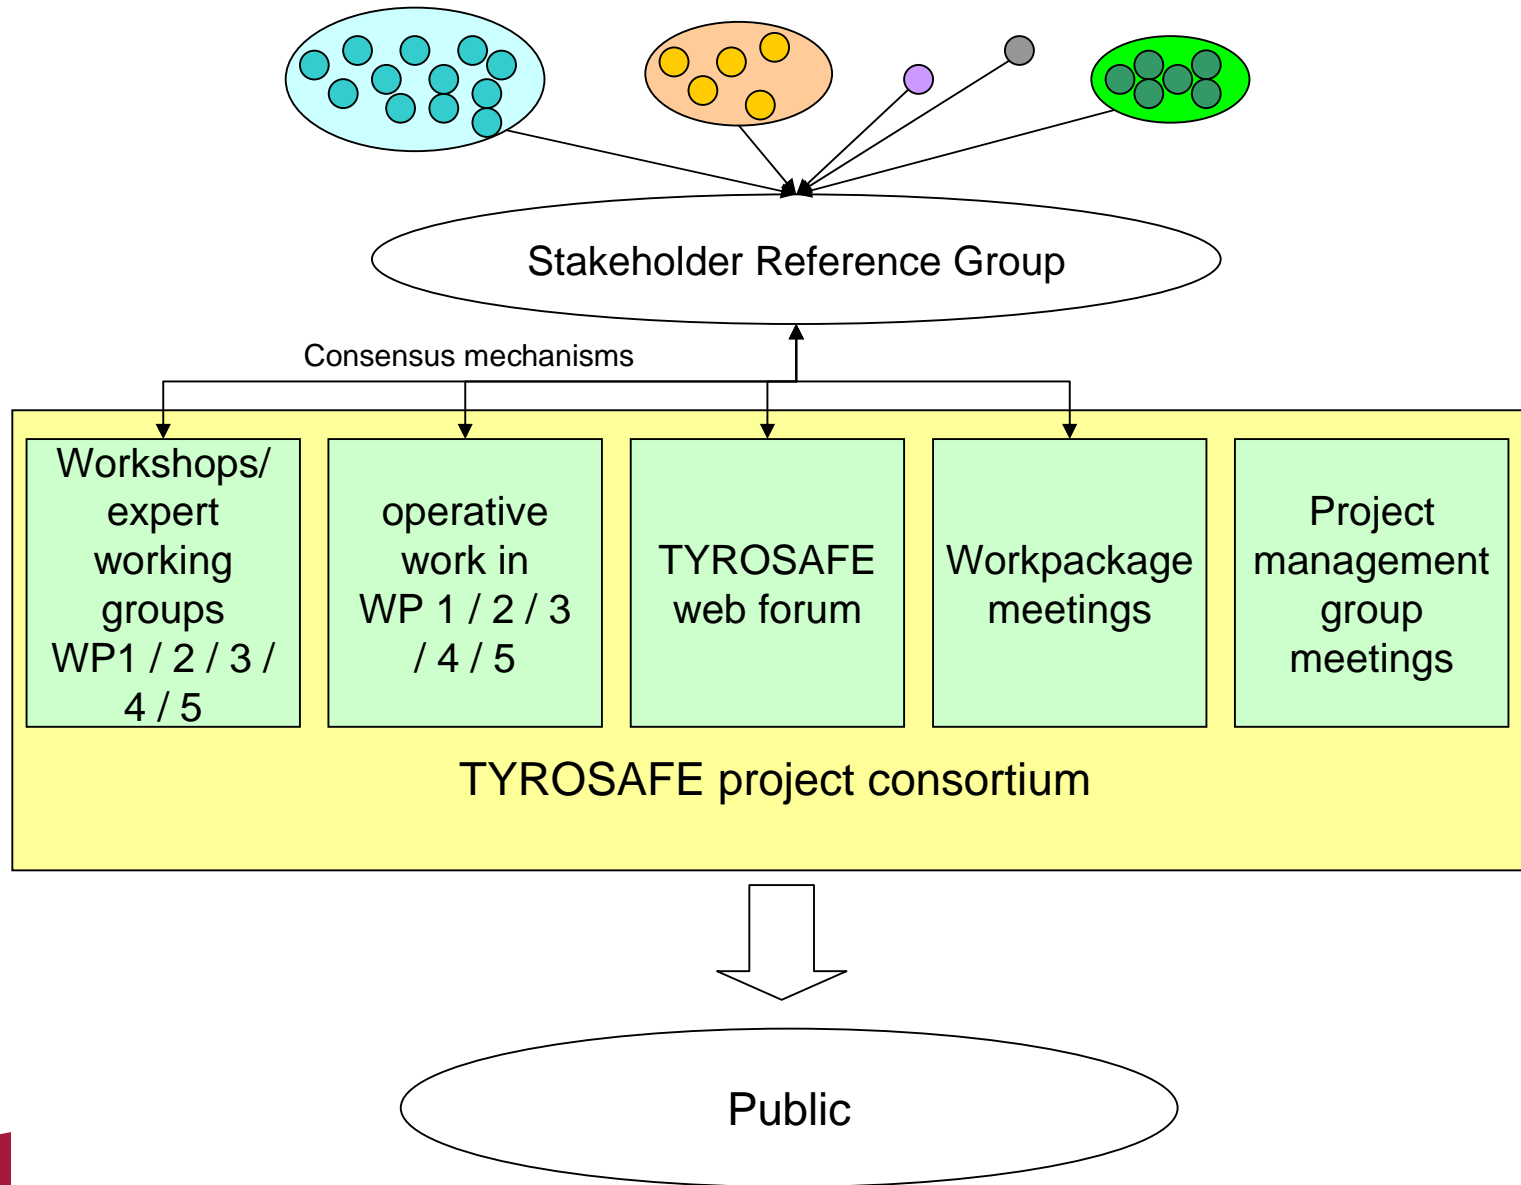 Stakeholder Reference Group
Consensus mechanisms
Workshops/
expert
working
groups
WP1 / 2 / 3 /
4 / 5
operative
work in
WP 1 / 2 / 3
/ 4 / 5
TYROSAFE
web forum
Workpackage
meetings
Project
management
group
meetings
TYROSAFE project consortium
Public